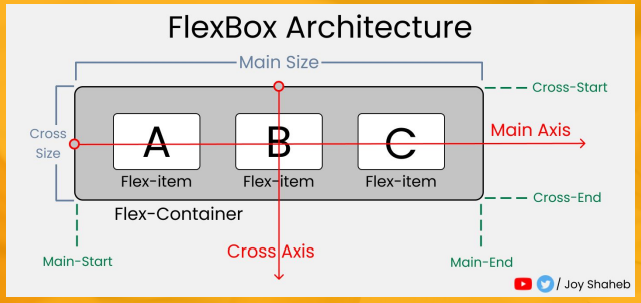 FlexBox Architecture
Main Size
Cross-Start
Cross
Size
Main Axis
A
B
C
Flex-item
Flex-item
Flex-item
Cross-End
Flex-Container
Cross Axis
Main-Start
Main-End
/ Joy Shaheb